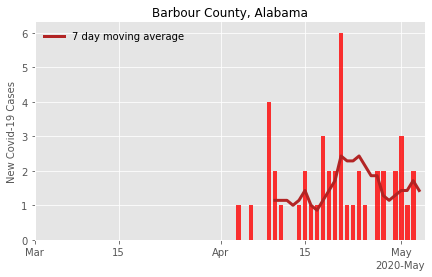 Barbour County, Alabama
7 day moving average
New Covid-19 Cases
6
5
4
3
2
1
0
Mar
15
Apr
15
May
2020-May